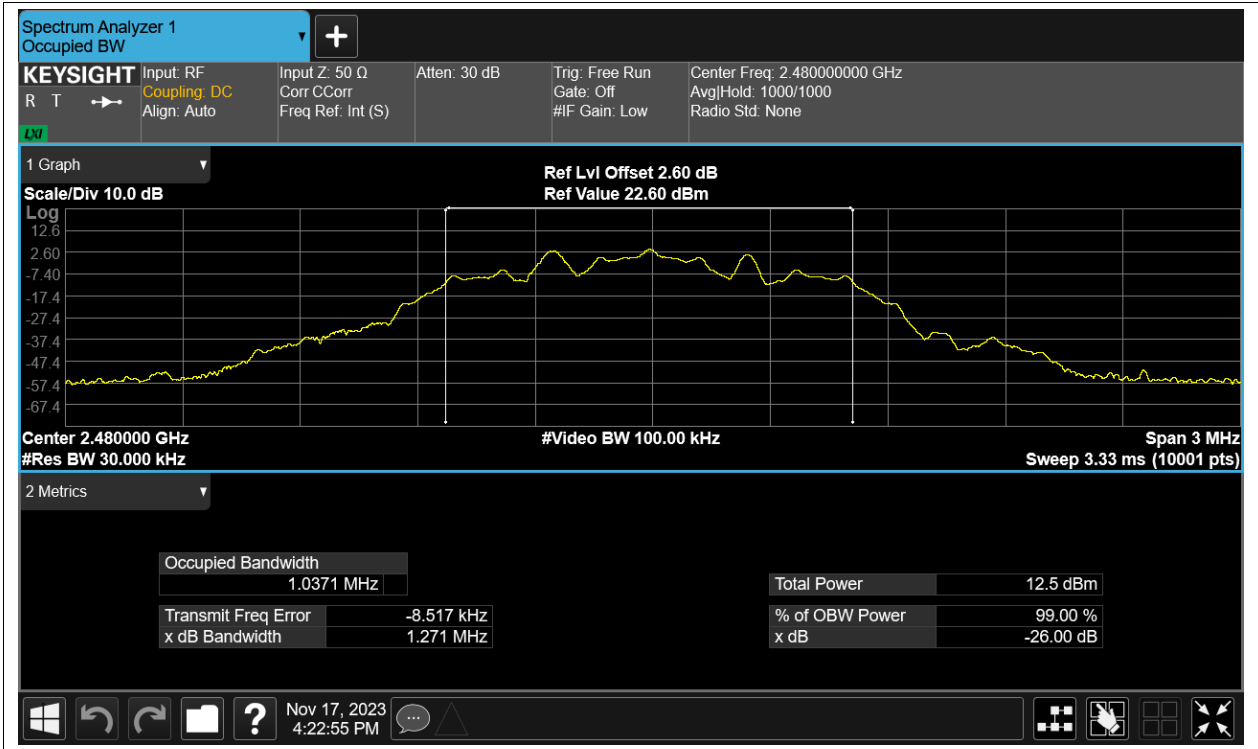 Spectrum Analyzer 1
Occupied BW
KEYSIGHT
R T
LXI
Input: RF
Coupling: DC
Align: Auto
Input Z: 50 Ω
Corr CCorr
Freq Ref: Int (S)
Atten: 30 dB
Trig: Free Run
Gate: Off
#IF Gain: Low
Center Freq: 2.480000000 GHz
Avg|Hold: 1000/1000
Radio Std: None
1 Graph
Scale/Div 10.0 dB
Ref Lvl Offset 2.60 dB
Ref Value 22.60 dBm
Log
12.6
2.60
-7.40
-17.4
-27.4
-37.4
-47.4
-57.4
-67.4
Center 2.480000 GHz
#Res BW 30.000 kHz
#Video BW 100.00 kHz
Span 3 MHz
Sweep 3.33 ms (10001 pts)
2 Metrics
Occupied Bandwidth
1.0371 MHz
Transmit Freq Error -8.517 kHz
x dB Bandwidth 1.271 MHz
Total Power 12.5 dBm
% of OBW Power 99.00 %
x dB -26.00 dB
?
Nov 17, 2023
4:22:55 PM